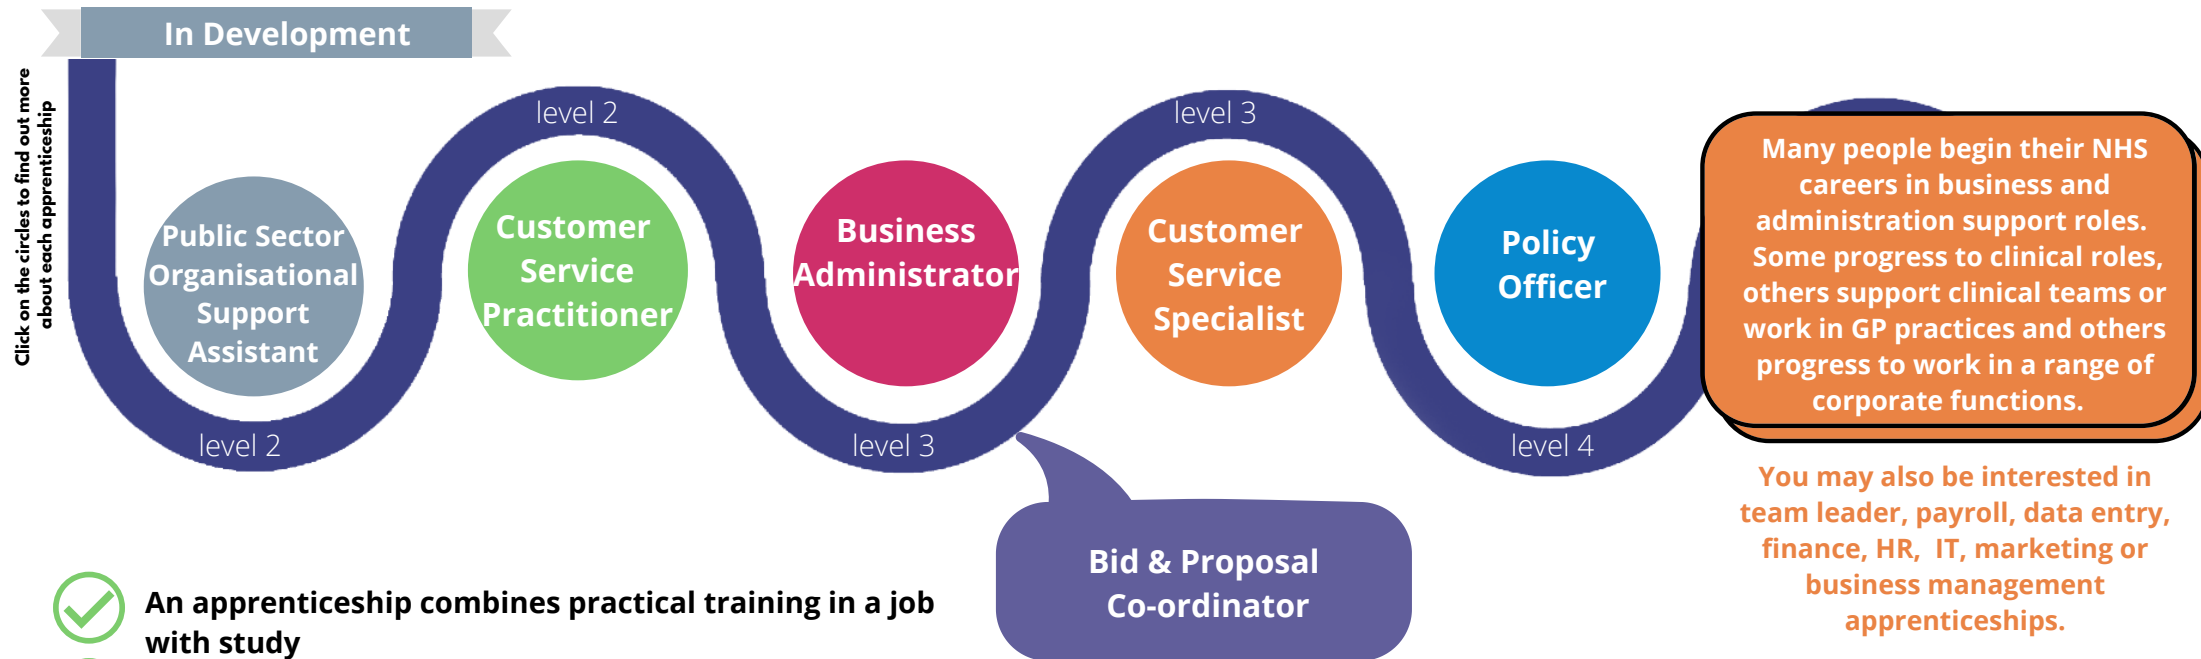 In Development
Click on the circles to find out more
about each apprenticeship
level 2
Public Sector
Organisational
Support
Assistant
level 2
Customer
Service
Practitioner
Business
Administrator
level 3
level 3
Customer
Service
Specialist
Policy
Officer
level 4
Many people begin their NHS
careers in business and
administration support roles.
Some progress to clinical roles,
others support clinical teams or
work in GP practices and others
progress to work in a range of
corporate functions.
You may also be interested in
team leader, payroll, data entry,
finance, HR, IT, marketing or
business management
apprenticeships.
Bid & Proposal
Co-ordinator
An apprenticeship combines practical training in a job
with study